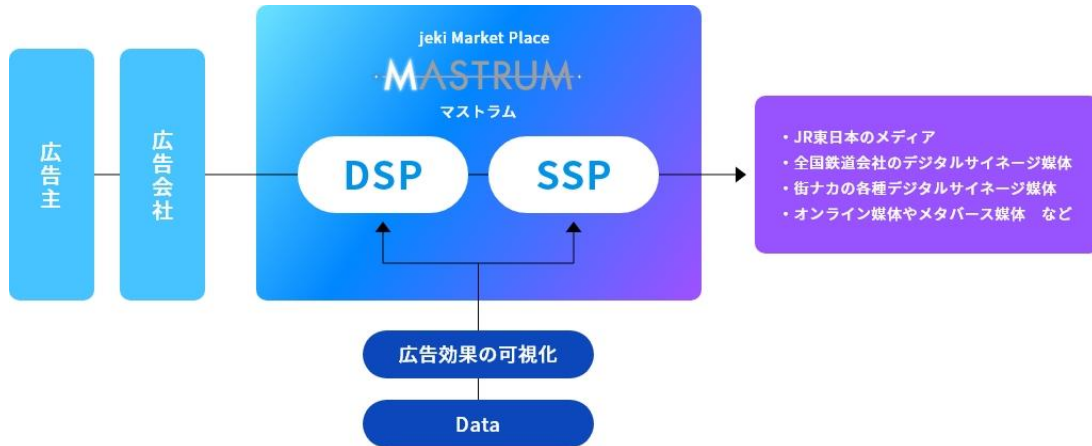 広告主
広告会社
jeki Market Place
MASTRUM
マストラム
DSP
SSP
・JR東日本のメディア
・全国鉄道会社のデジタルサイネージ媒体
・街ナカの各種デジタルサイネージ媒体
・オンライン媒体やメタバース媒体　など
広告効果の可視化
Data